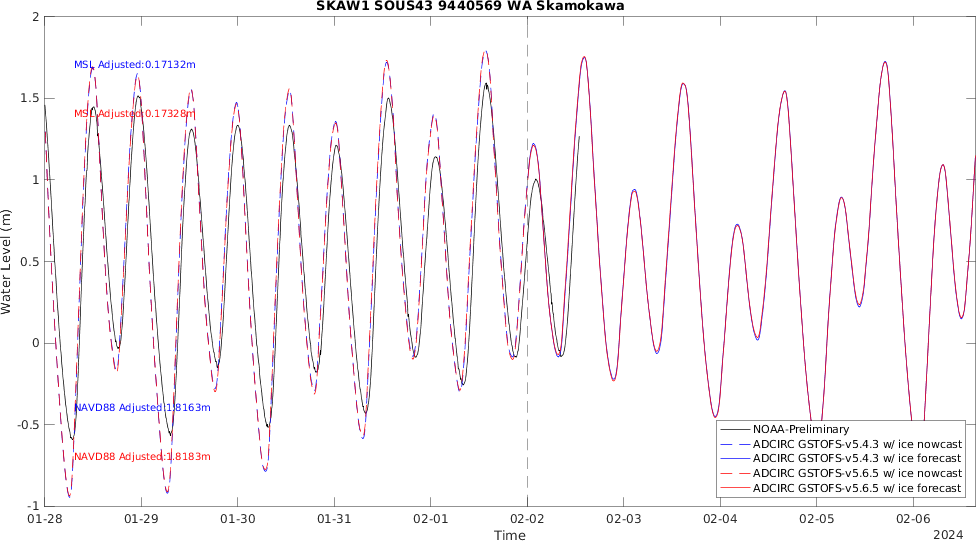 SKAW1 SOUS43 9440569 WA Skamokawa
2
MSL Adjusted:0.17132m
1.5
MSL Adjusted:0.17328m
1
Water Level (m)
0.5
0
NAVD88 Adjusted:1.8163m
-0.5
NAVD88 Adjusted:1.8183m
-1
NOAA-Preliminary
ADCIRC GSTOFS-v5.4.3 w/ ice nowcast
ADCIRC GSTOFS-v5.4.3 w/ ice forecast
ADCIRC GSTOFS-v5.6.5 w/ ice nowcast
ADCIRC GSTOFS-v5.6.5 w/ ice forecast
01-28 01-29 01-30 01-31 02-01 02-02 02-03 02-04 02-05 02-06
Time
2024